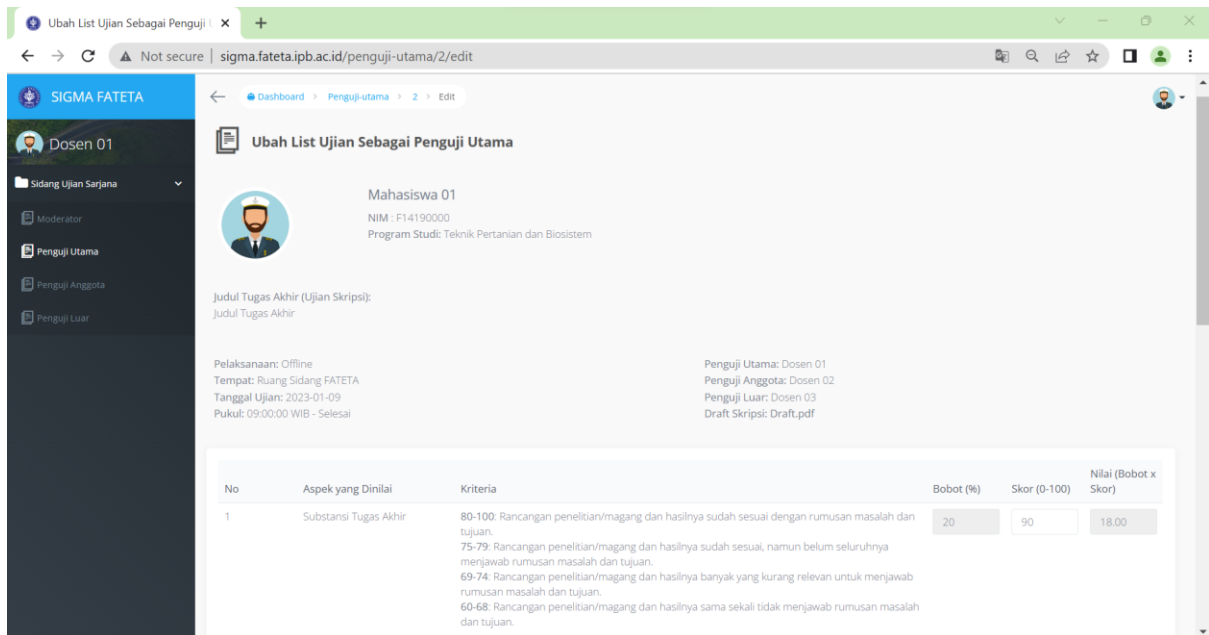 Ubah List Ujian Sebagai Penguji U
Not secure | sigma.fateta.ipb.ac.id/penguji-utama/2/edit
SIGMA FATETA
Dosen 01
Sidang Ujian Sarjana
Moderator
Penguji Utama
Penguji Anggota
Penguji Luar
Dashboard > Penguji-utama > 2 > Edit
Ubah List Ujian Sebagai Penguji Utama
Mahasiswa 01
NIM : F14190000
Program Studi: Teknik Pertanian dan Biosistem
Judul Tugas Akhir (Ujian Skripsi):
Judul Tugas Akhir
Pelaksanaan: Offline
Tempat: Ruang Sidang FATETA
Tanggal Ujian: 2023-01-09
Pukul: 09:00:00 WIB - Selesai
Penguji Utama: Dosen 01
Penguji Anggota: Dosen 02
Penguji Luar: Dosen 03
Draft Skripsi: Draft.pdf
No Aspek yang Dinilai Kriteria Bobot (%) Skor (0-100) Nilai (Bobot x
Skor)
1 Substansi Tugas Akhir 80-100: Rancangan penelitian/magang dan hasilnya sudah sesuai dengan rumusan masalah dan 20 90 18.00
tujuan.
75-79: Rancangan penelitian/magang dan hasilnya sudah sesuai, namun belum seluruhnya
menjawab rumusan masalah dan tujuan.
69-74: Rancangan penelitian/magang dan hasilnya banyak yang kurang relevan untuk menjawab
rumusan masalah dan tujuan.
60-68: Rancangan penelitian/magang dan hasilnya sama sekali tidak menjawab rumusan masalah
dan tujuan.